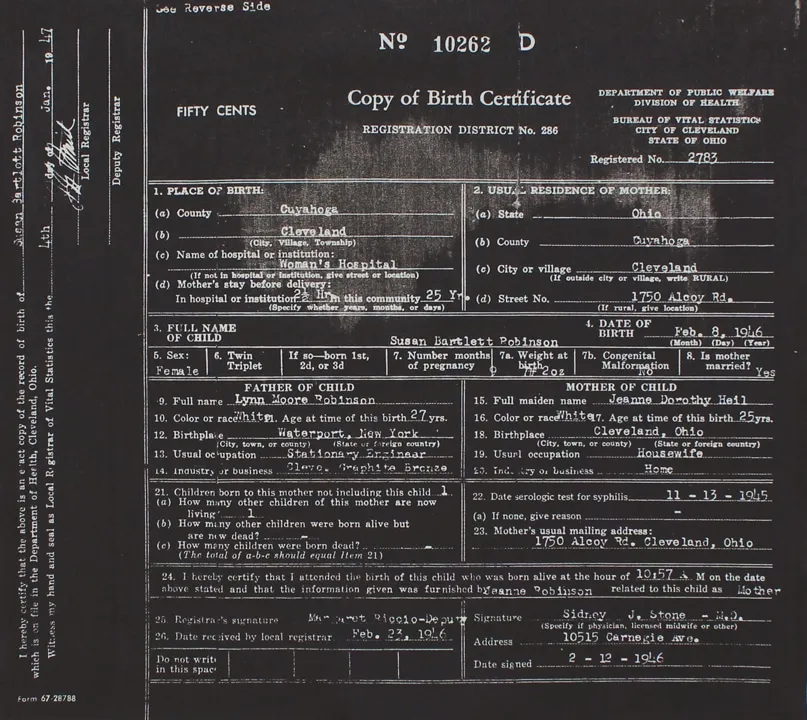 See Reverse Side
Nº 10262 D
FIFTY CENTS
Copy of Birth Certificate
REGISTRATION DISTRICT No. 286
DEPARTMENT OF PUBLIC WELFARE
DIVISION OF HEALTH
BUREAU OF VITAL STATISTICS
CITY OF CLEVELAND
STATE OF OHIO
Registered No. 2783
1. PLACE OF BIRTH:
(a) County Cuyahoga
(b) Cleveland
(City, Village, Township)
(c) Name of hospital or institution:
Woman's Hospital
(If not in hospital or institution, give street or location)
(d) Mother's stay before delivery:
In hospital or institution 2½ Hrs In this community 25 Yr.
(Specify whether years, months, or days)
2. USUAL RESIDENCE OF MOTHER:
(a) State Ohio
(b) County Cuyahoga
(c) City or village Cleveland
(If outside city or village, write RURAL)
(d) Street No. 1750 Alcoy Rd.
(If rural, give location)
3. FULL NAME
OF CHILD Susan Bartlett Robinson
4. DATE OF
BIRTH Feb. 8, 1946
(Month) (Day) (Year)
5. Sex:
Female
6. Twin
Triplet
If so—born 1st,
2d, or 3d
7. Number months
of pregnancy 9
7a. Weight at
birth 7# 2oz
7b. Congenital
Malformation No
8. Is mother
married? Yes
FATHER OF CHILD
9. Full name Lynn Moore Robinson
10. Color or race White 11. Age at time of this birth 27 yrs.
12. Birthplace Waterport, New York
(City, town, or county) (State or foreign country)
13. Usual occupation Stationary Engineer
14. Industry or business Cleve. Graphite Bronze
MOTHER OF CHILD
15. Full maiden name Jeanne Dorothy Heil
16. Color or race White 17. Age at time of this birth 25 yrs.
18. Birthplace Cleveland, Ohio
(City, town, or county) (State or foreign country)
19. Usual occupation Housewife
20. Industry or business Home
21. Children born to this mother not including this child 1
(a) How many other children of this mother are now
living? 1
(b) How many other children were born alive but
are now dead? -
(c) How many children were born dead? -
(The total of a-b-c should equal Item 21)
22. Date serologic test for syphilis 11 - 13 - 1945
(a) If none, give reason -
23. Mother's usual mailing address:
1750 Alcoy Rd. Cleveland, Ohio
24. I hereby certify that I attended the birth of this child who was born alive at the hour of 10:57 A M on the date
above stated and that the information given was furnished by Jeanne Robinson related to this child as Mother
25. Registrar's signature Margaret Riccio-Deputy
26. Date received by local registrar Feb. 23, 1946
Do not write
in this space
Signature Sidney J. Stone - M.D.
(Specify if physician, licensed midwife or other)
Address 10515 Carnegie Ave.
Date signed 2 - 12 - 1946
I hereby certify that the above is an exact copy of the record of birth of Susan Bartlett Robinson
which is on file in the Department of Health, Cleveland, Ohio.
Witness my hand and seal as Local Registrar of Vital Statistics this the 4th day of Jan. 1947
Local Registrar
Deputy Registrar
Form 67-28788